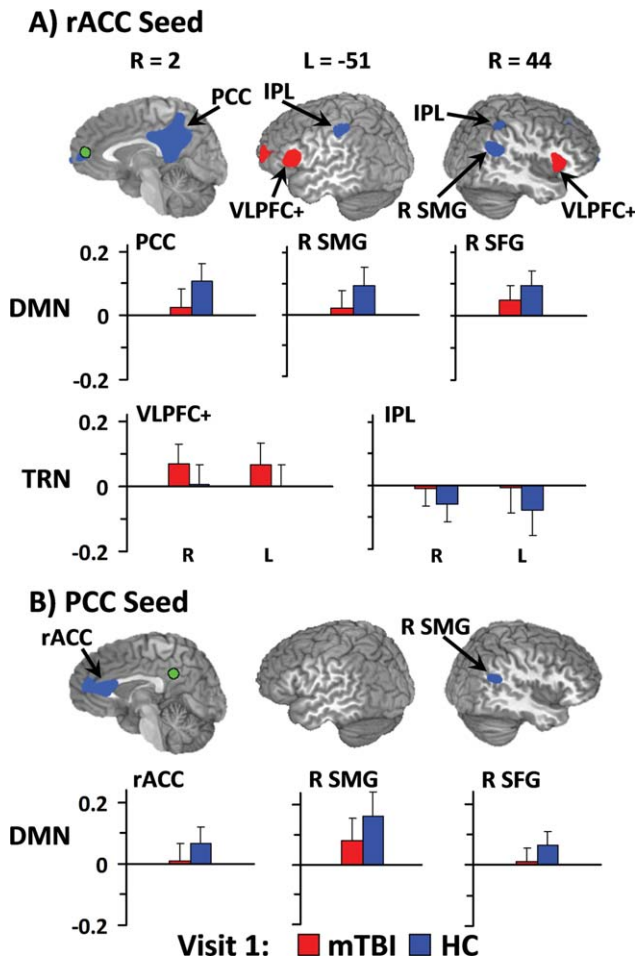 A) rACC Seed
R = 2 L = -51 R = 44
PCC IPL IPL
VLPFC+ R SMG VLPFC+
PCC R SMG R SFG
0.2
DMN 0
-0.2
VLPFC+ IPL
0.2
TRN 0
-0.2
R L R L
B) PCC Seed
rACC R SMG
rACC R SMG R SFG
0.2
DMN 0
-0.2
Visit 1: mTBI HC